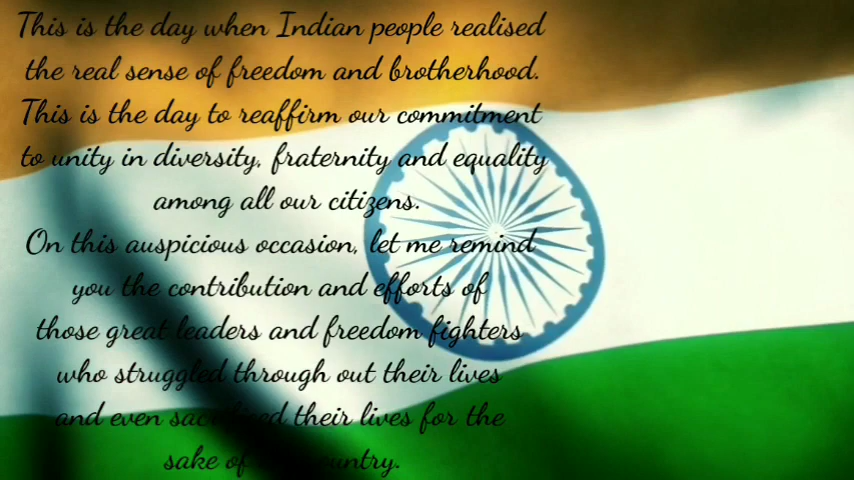 This is the day when Indian people realised
the real sense of freedom and brotherhood.
This is the day to reaffirm our commitment
to unity in diversity, fraternity and equality
among all our citizens.
On this auspicious occasion, let me remind
you the contribution and efforts of
those great leaders and freedom fighters
who struggled through out their lives
and even sacrificed their lives for the
sake of country.